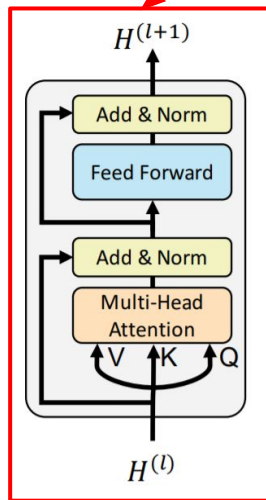 H^{(l+1)}
Add & Norm
Feed Forward
Add & Norm
Multi-Head
Attention
V K Q
H^{(l)}